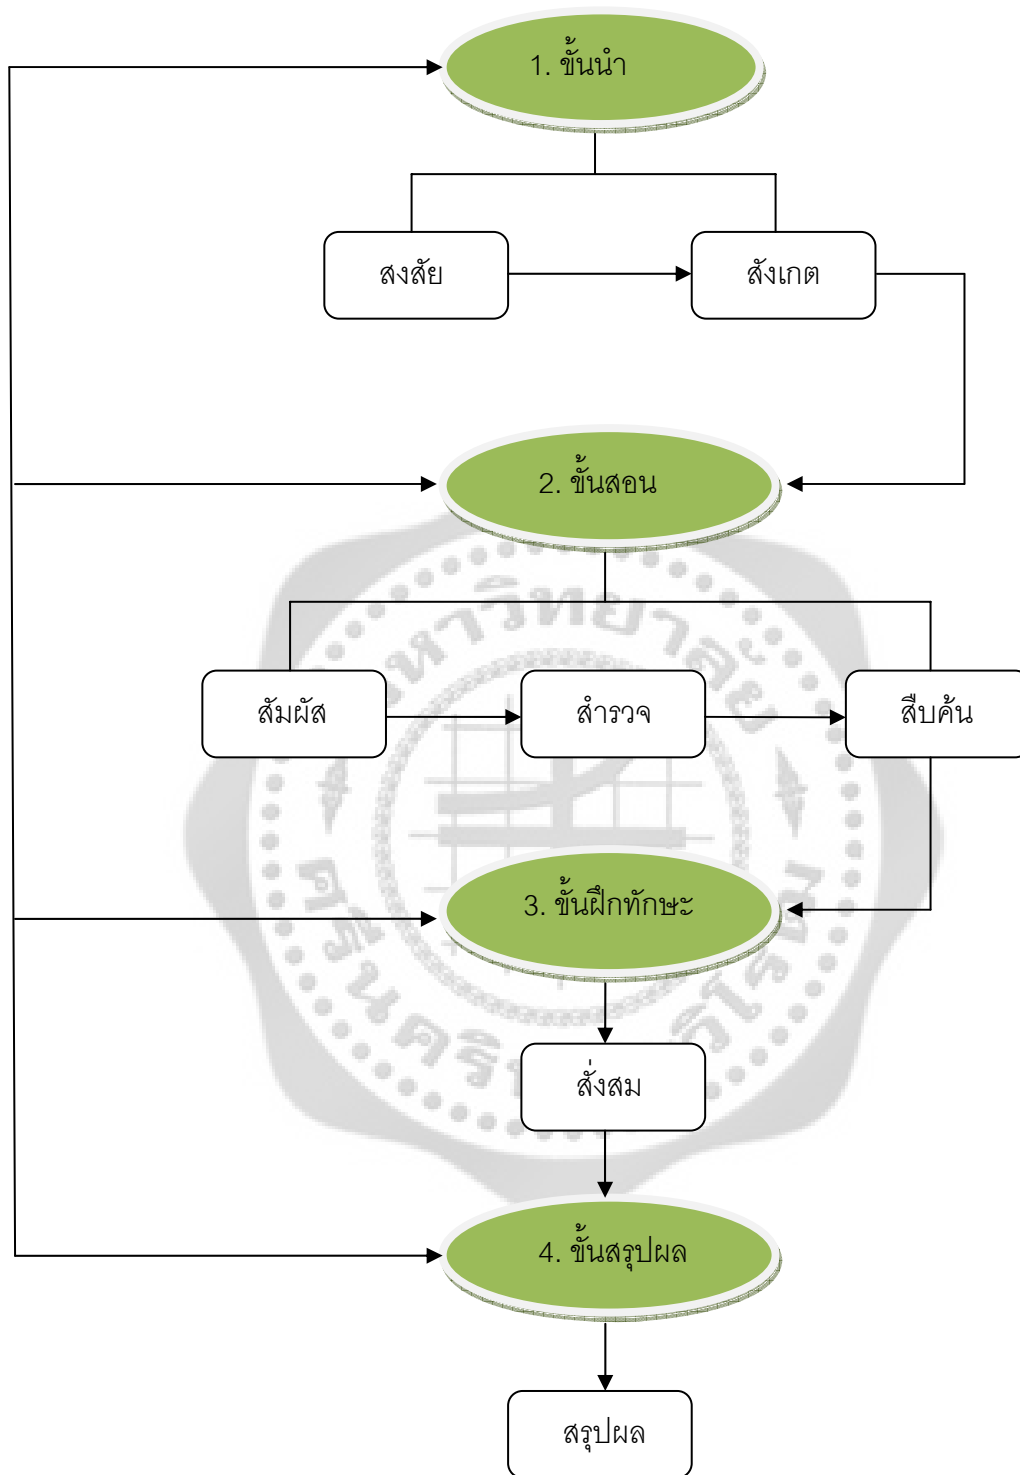 1. ขั้นนำ
สงสัย
สังเกต
2. ขั้นสอน
สัมผัส
สำรวจ
สืบค้น
3. ขั้นฝึกทักษะ
สั่งสม
4. ขั้นสรุปผล
สรุปผล